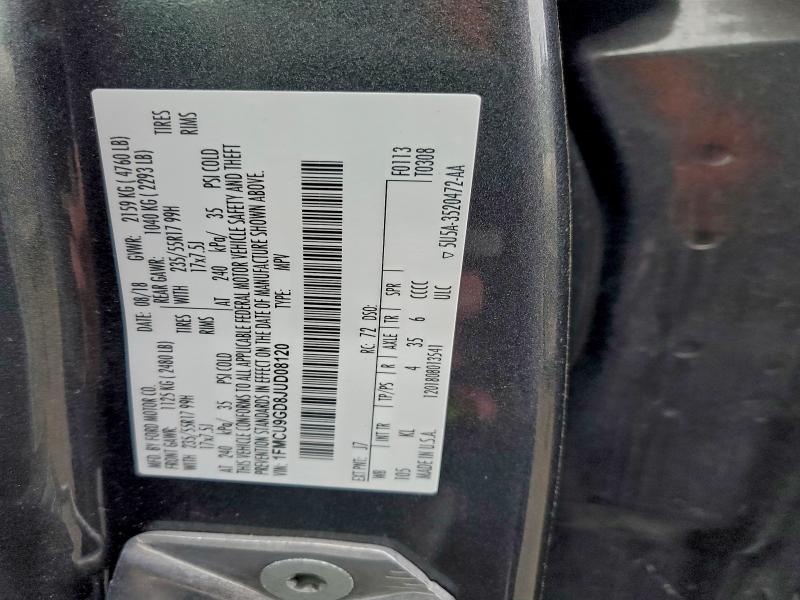 MFD. BY FORD MOTOR CO. DATE: 08/18 GVWR: 2159 KG ( 4760 LB)
FRONT GAWR: 1125 KG ( 2480 LB) REAR GAWR: 1040 KG ( 2293 LB)
WITH 235/55R17 99H TIRES WITH 235/55R17 99H TIRES
17x7.5J RIMS 17x7.5J RIMS
AT 240 kPa/ 35 PSI COLD AT 240 kPa/ 35 PSI COLD
THIS VEHICLE CONFORMS TO ALL APPLICABLE FEDERAL MOTOR VEHICLE SAFETY AND THEFT
PREVENTION STANDARDS IN EFFECT ON THE DATE OF MANUFACTURE SHOWN ABOVE.
VIN: 1FMCU9GD8JUD08120 TYPE: MPV
EXT PNT: J7 RC: 72 DSO: F0113
WB INT TR TP/PS R AXLE TR SPR T0308
105 KL 4 35 6 CCCC
ULC
MADE IN U.S.A. 12018080135​41 ▽ 5U5A-3520472-AA